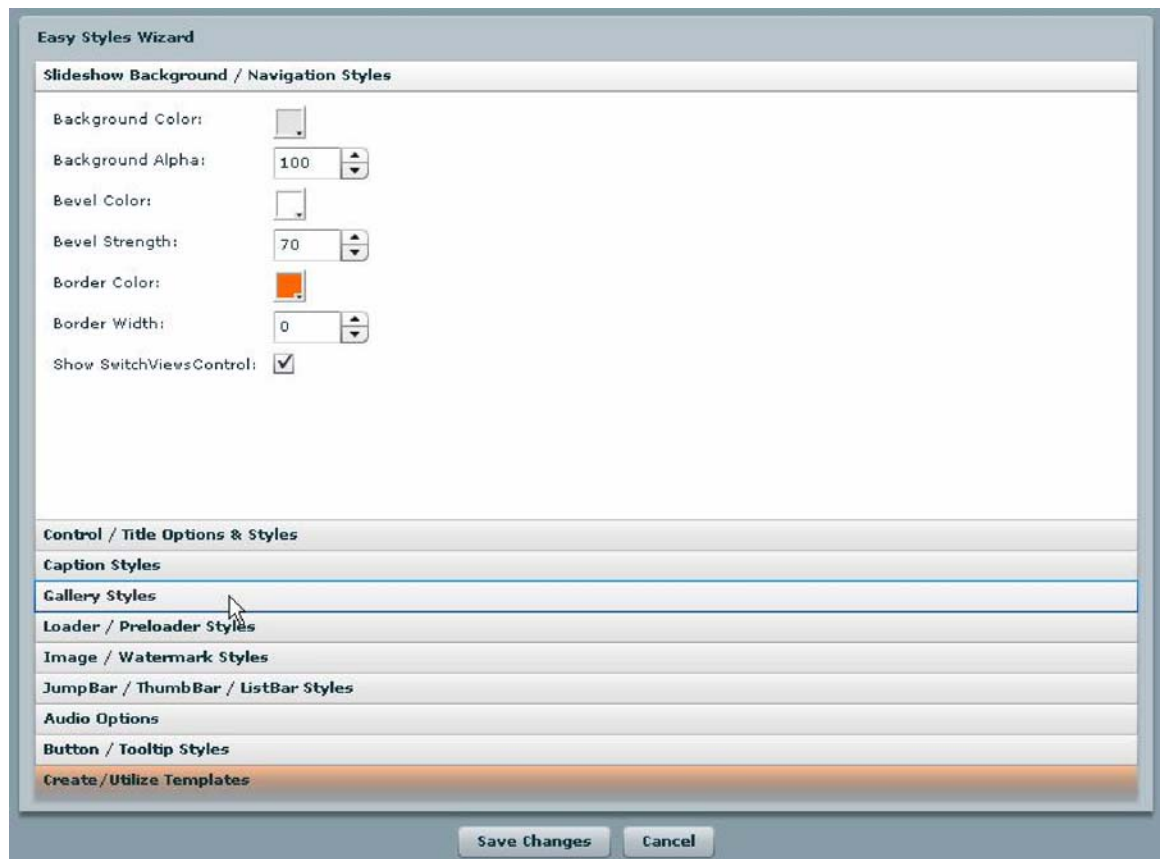 Easy Styles Wizard
Slideshow Background / Navigation Styles
Background Color:
Background Alpha: 100
Bevel Color:
Bevel Strength: 70
Border Color:
Border Width: 0
Show SwitchViewsControl:
Control / Title Options & Styles
Caption Styles
Gallery Styles
Loader / Preloader Styles
Image / Watermark Styles
JumpBar / ThumbBar / ListBar Styles
Audio Options
Button / Tooltip Styles
Create/Utilize Templates
Save Changes Cancel